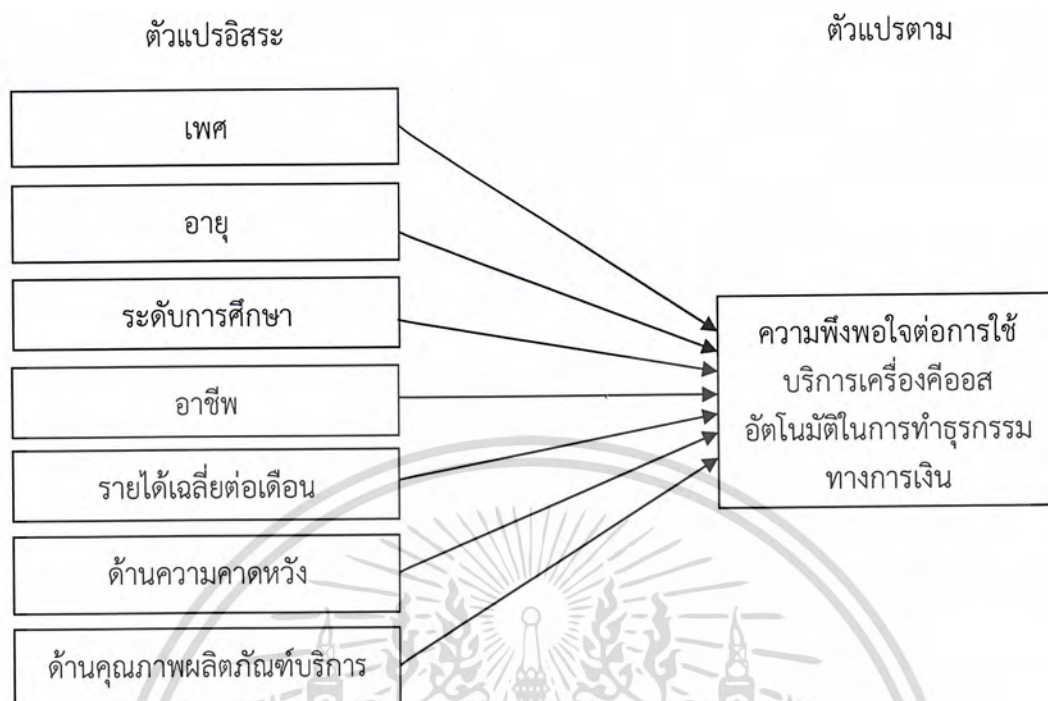 ตัวแปรอิสระ
ตัวแปรตาม
เพศ
อายุ
ระดับการศึกษา
อาชีพ
รายได้เฉลี่ยต่อเดือน
ด้านความคาดหวัง
ด้านคุณภาพผลิตภัณฑ์บริการ
ความพึงพอใจต่อการใช้
บริการเครื่องคีออส
อัตโนมัติในการทำธุรกรรม
ทางการเงิน